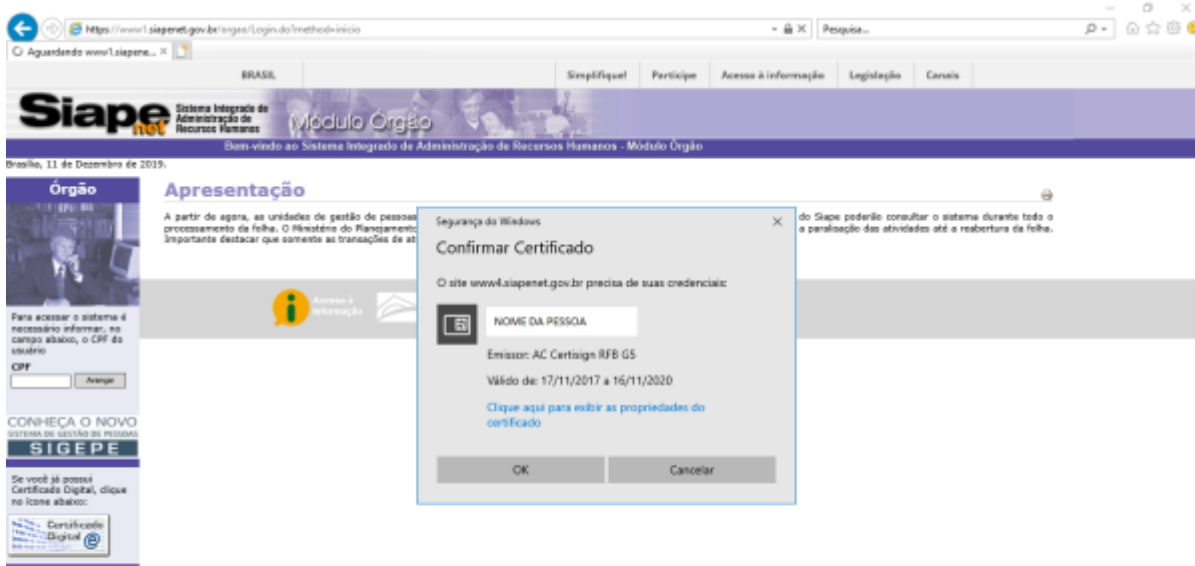 https://www1.siapenet.gov.br/orgao/Login.do?method=inicio
Pesquisa...
Aguardando www1.siapene...
BRASIL
Simplifique!
Participe
Acesso à informação
Legislação
Canais
Siape
net
Sistema Integrado de
Administração de
Recursos Humanos
Módulo Órgão
Bem-vindo ao Sistema Integrado de Administração de Recursos Humanos - Módulo Órgão
Brasília, 11 de Dezembro de 2019.
Órgão
Apresentação
A partir de agora, as unidades de gestão de pessoas
do Siape poderão consultar o sistema durante todo o
processamento da folha. O Ministério do Planejamento
a paralisação das atividades até a reabertura da folha.
Importante destacar que somente as transações de at
Segurança do Windows
Confirmar Certificado
O site www4.siapenet.gov.br precisa de suas credenciais:
NOME DA PESSOA
Emissor: AC Certisign RFB G5
Válido de: 17/11/2017 a 16/11/2020
Clique aqui para exibir as propriedades do
certificado
OK
Cancelar
Acesso à
Informação
Para acessar o sistema é
necessário informar, no
campo abaixo, o CPF do
usuário
CPF
Avançar
CONHEÇA O NOVO
SISTEMA DE GESTÃO DE PESSOAS
SIGEPE
Se você já possui
Certificado Digital, clique
no ícone abaixo:
Certificado
Digital